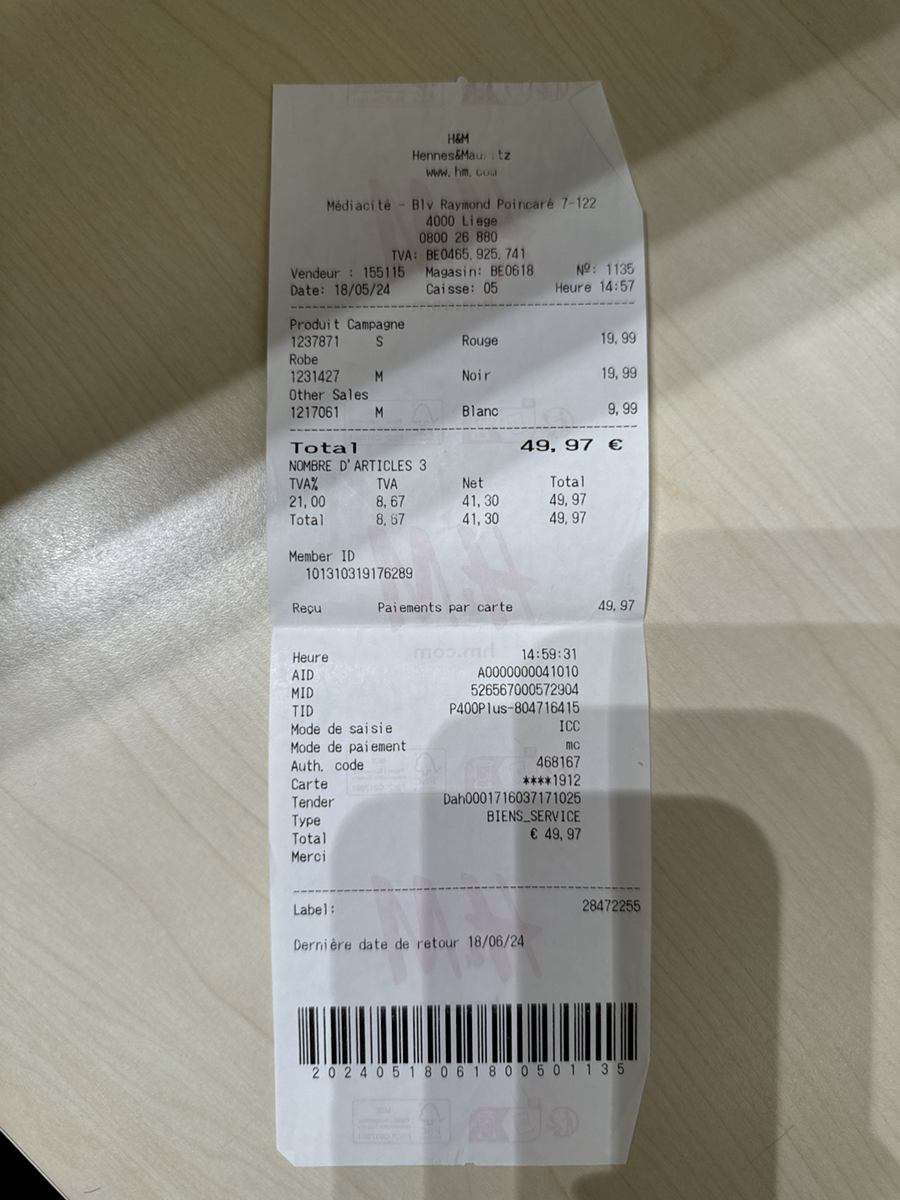 H&M
www.hm.com
Médiacité - Blv Raymond Poincaré 7-122
4000 Liege
0800 26 880
TVA: BE0465.925.741
Vendeur : 155115 Magasin: BE0618 Nº: 1135
Date: 18/05/24 Caisse: 05 Heure 14:57
Produit Campagne
1237871 S Rouge 19,99
Robe
1231427 M Noir 19,99
Other Sales
1217061 M Blanc 9,99
Total 49,97 €
NOMBRE D'ARTICLES 3
TVA% TVA Net Total
21,00 8,67 41,30 49,97
Total 8,67 41,30 49,97
Member ID
101310319176289
Reçu Paiements par carte 49,97
Heure 14:59:31
AID A0000000041010
MID 526567000572904
TID P400Plus-804716415
Mode de saisie ICC
Mode de paiement mc
Auth. code 468167
Carte ****1912
Tender Dah0001716037171025
Type BIENS_SERVICE
Total € 49,97
Merci
Label: 28472255
Dernière date de retour 18/06/24
20240518061800501135